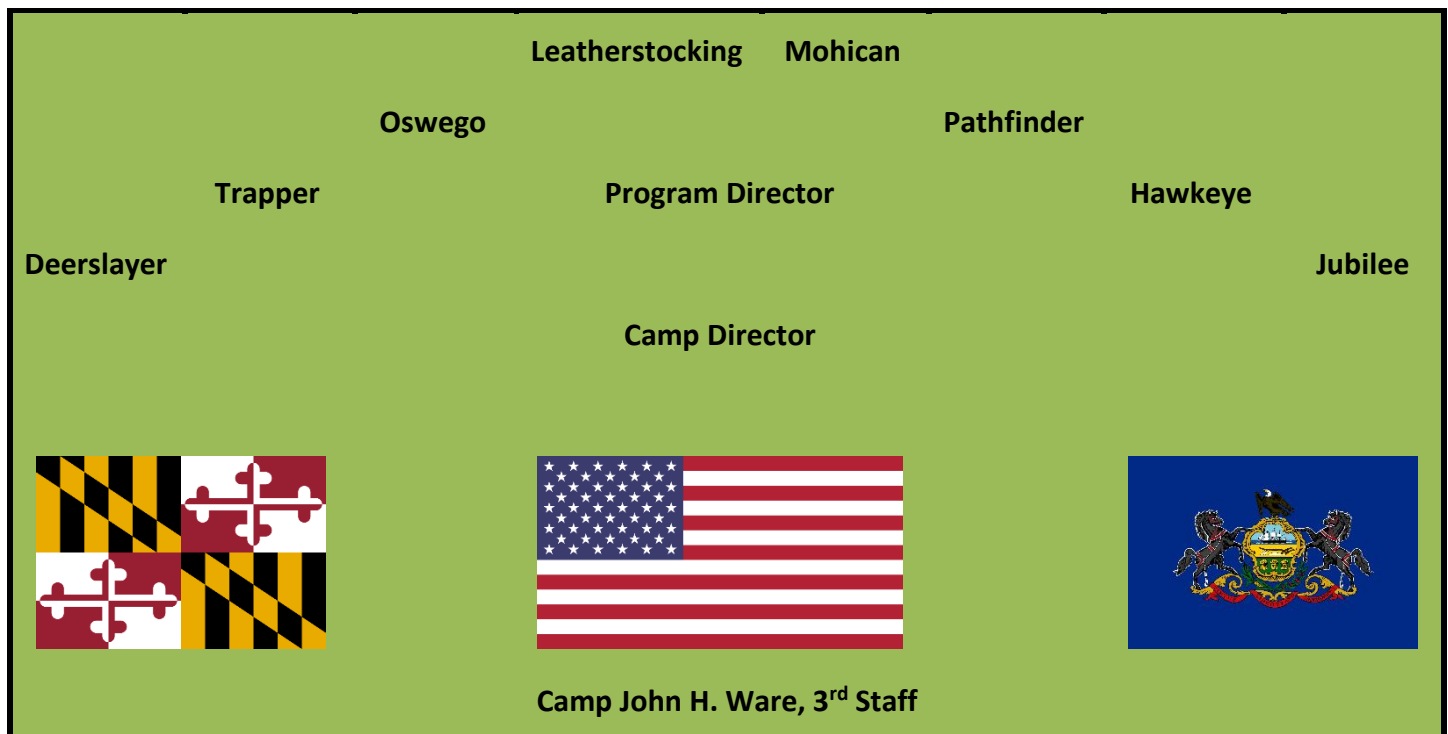 Leatherstocking Mohican
Oswego Pathfinder
Trapper Program Director Hawkeye
Deerslayer Jubilee
Camp Director
Camp John H. Ware, 3rd Staff